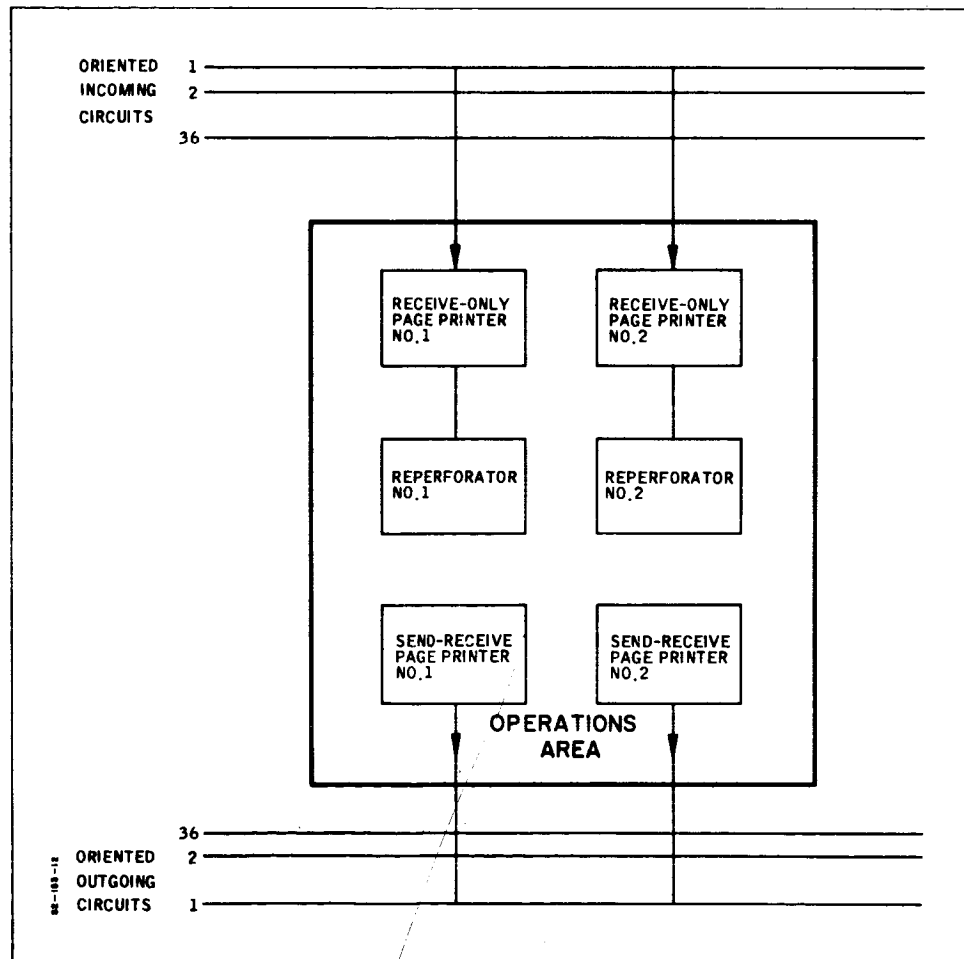 ORIENTED 1
INCOMING 2
CIRCUITS
36
RECEIVE-ONLY
PAGE PRINTER
NO.1
RECEIVE-ONLY
PAGE PRINTER
NO.2
REPERFORATOR
NO.1
REPERFORATOR
NO.2
SEND-RECEIVE
PAGE PRINTER
NO.1
SEND-RECEIVE
PAGE PRINTER
NO.2
OPERATIONS
AREA
36
ORIENTED 2
OUTGOING
CIRCUITS 1